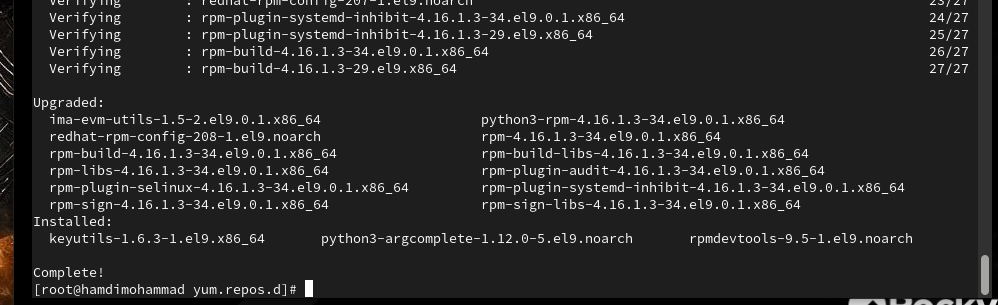 Verifying : redhat-rpm-config-207-1.el9.noarch 23/27
Verifying : rpm-plugin-systemd-inhibit-4.16.1.3-34.el9.0.1.x86_64 24/27
Verifying : rpm-plugin-systemd-inhibit-4.16.1.3-29.el9.x86_64 25/27
Verifying : rpm-build-4.16.1.3-34.el9.0.1.x86_64 26/27
Verifying : rpm-build-4.16.1.3-29.el9.x86_64 27/27
Upgraded:
ima-evm-utils-1.5-2.el9.0.1.x86_64 python3-rpm-4.16.1.3-34.el9.0.1.x86_64
redhat-rpm-config-208-1.el9.noarch rpm-4.16.1.3-34.el9.0.1.x86_64
rpm-build-4.16.1.3-34.el9.0.1.x86_64 rpm-build-libs-4.16.1.3-34.el9.0.1.x86_64
rpm-libs-4.16.1.3-34.el9.0.1.x86_64 rpm-plugin-audit-4.16.1.3-34.el9.0.1.x86_64
rpm-plugin-selinux-4.16.1.3-34.el9.0.1.x86_64 rpm-plugin-systemd-inhibit-4.16.1.3-34.el9.0.1.x86_64
rpm-sign-4.16.1.3-34.el9.0.1.x86_64 rpm-sign-libs-4.16.1.3-34.el9.0.1.x86_64
Installed:
keyutils-1.6.3-1.el9.x86_64 python3-argcomplete-1.12.0-5.el9.noarch rpmdevtools-9.5-1.el9.noarch
Complete!
[root@hamdimohammad yum.repos.d]#
Rocky